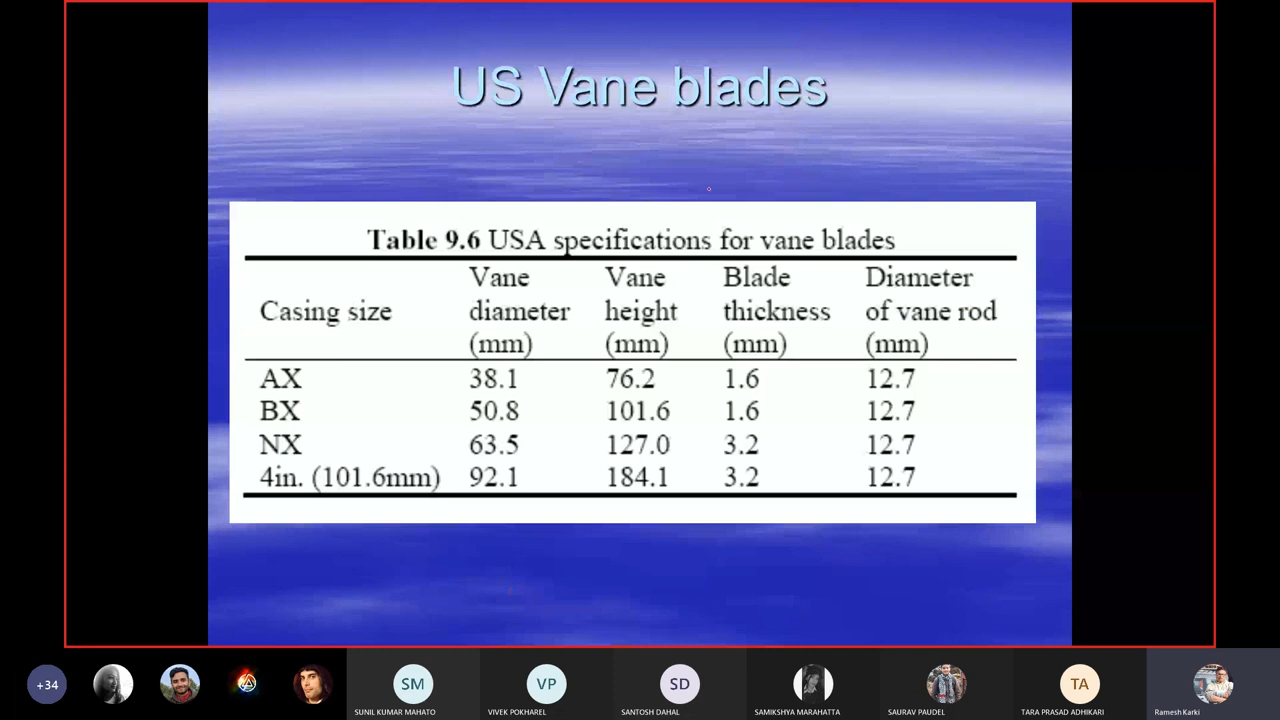 US Vane blades
Table 9.6 USA specifications for vane blades
Casing size Vane diameter (mm) Vane height (mm) Blade thickness (mm) Diameter of vane rod (mm)
AX 38.1 76.2 1.6 12.7
BX 50.8 101.6 1.6 12.7
NX 63.5 127.0 3.2 12.7
4in. (101.6mm) 92.1 184.1 3.2 12.7
+34
SM
VP
SD
TA
SUNIL KUMAR MAHATO
VIVEK POKHAREL
SANTOSH DAHAL
SAMIKSHYA MARAHATTA
SAURAV PAUDEL
TARA PRASAD ADHIKARI
Ramesh Karki